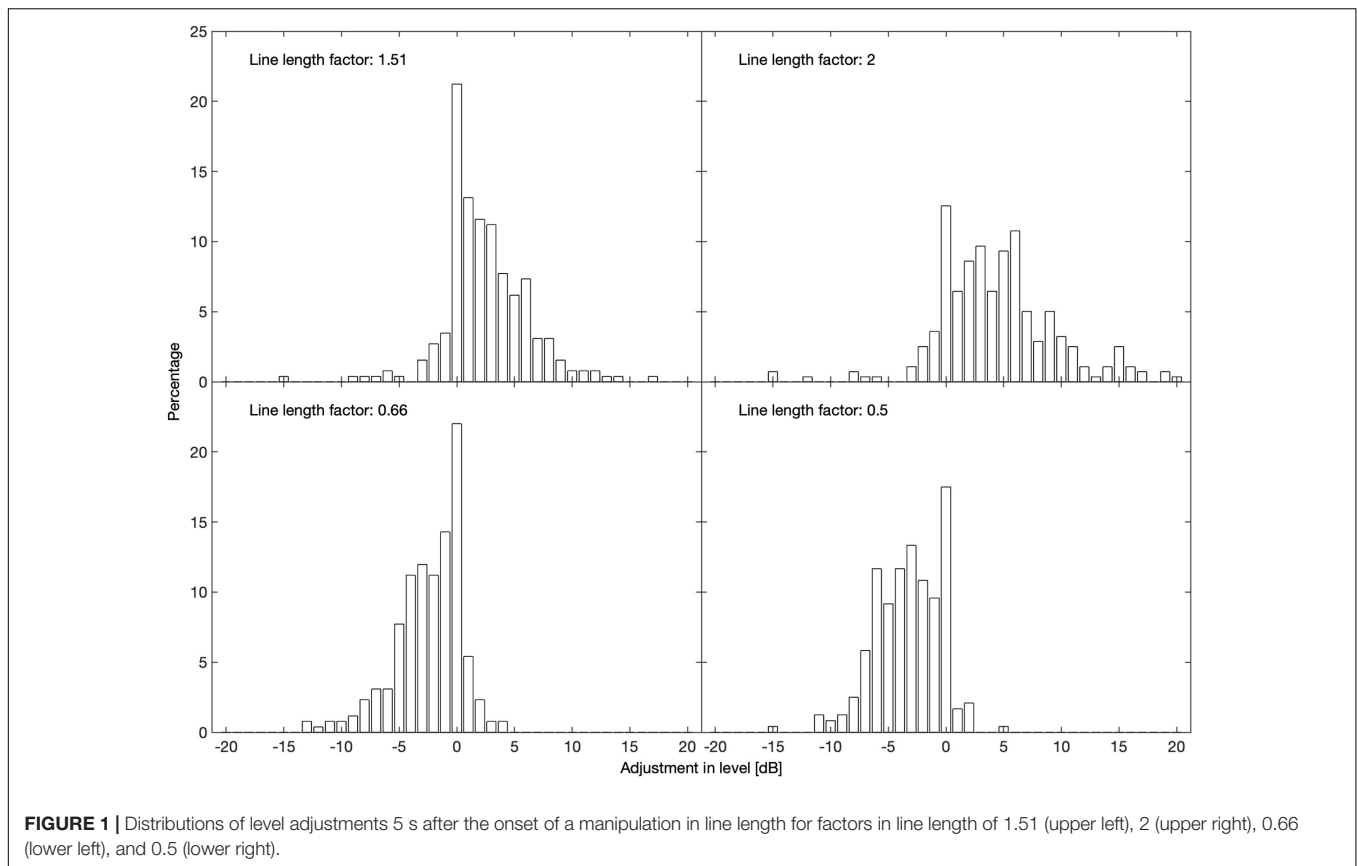 25
20
15
10
5
0
Line length factor: 1.51
Line length factor: 2
Percentage
20
15
10
5
0
Line length factor: 0.66
Line length factor: 0.5
-20 -15 -10 -5 0 5 10 15 20 -20 -15 -10 -5 0 5 10 15 20
Adjustment in level [dB]
FIGURE 1 | Distributions of level adjustments 5 s after the onset of a manipulation in line length for factors in line length of 1.51 (upper left), 2 (upper right), 0.66
(lower left), and 0.5 (lower right).